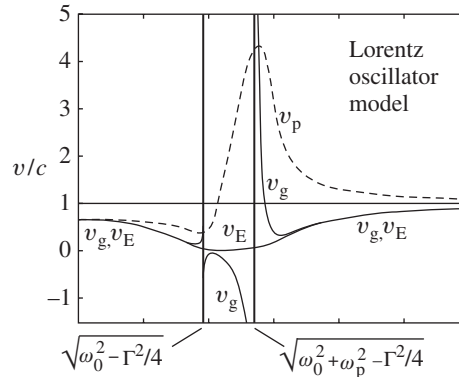 5
4
3
2
1
0
−1
v/c
Lorentz
oscillator
model
v_p
v_g
v_E
v_g,v_E
v_g,v_E
v_g
√(ω_0^2 − Γ^2/4)
√(ω_0^2 + ω_p^2 − Γ^2/4)